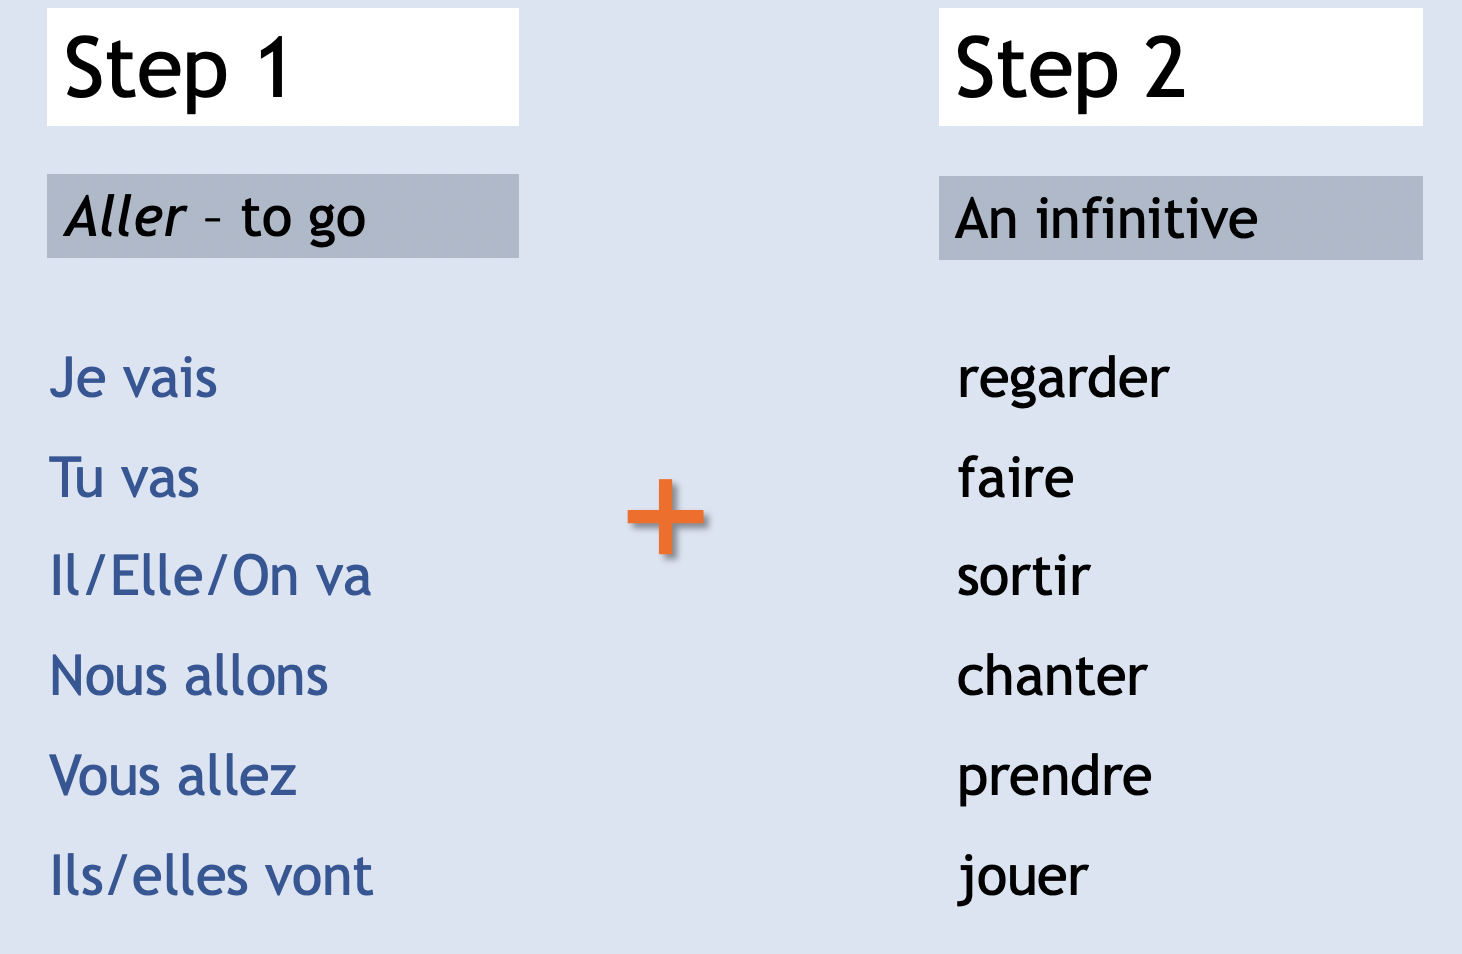 Step 1
Aller – to go
Je vais
Tu vas
Il/Elle/On va
Nous allons
Vous allez
Ils/elles vont
+
Step 2
An infinitive
regarder
faire
sortir
chanter
prendre
jouer